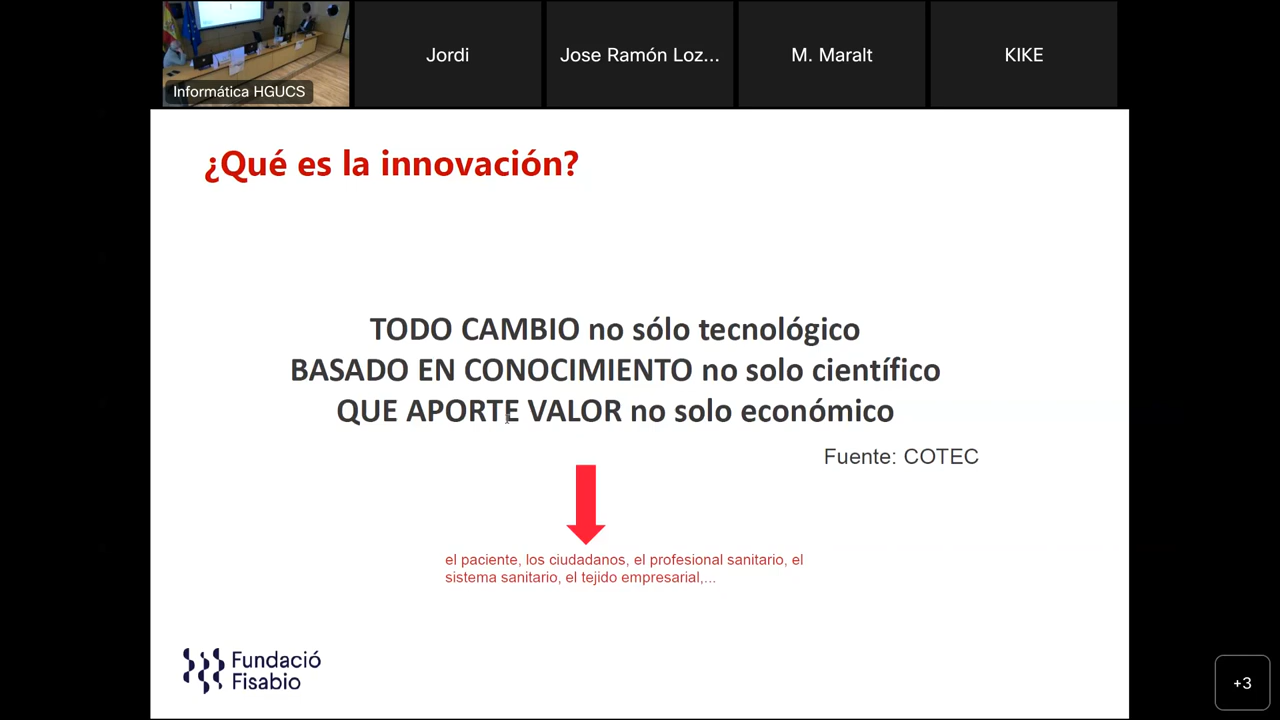 Informática HGUCS
Jordi
Jose Ramón Loz...
M. Maralt
KIKE
¿Qué es la innovación?
TODO CAMBIO no sólo tecnológico
BASADO EN CONOCIMIENTO no solo científico
QUE APORTE VALOR no solo económico
Fuente: COTEC
el paciente, los ciudadanos, el profesional sanitario, el
sistema sanitario, el tejido empresarial,...
Fundació
Fisabio
+3